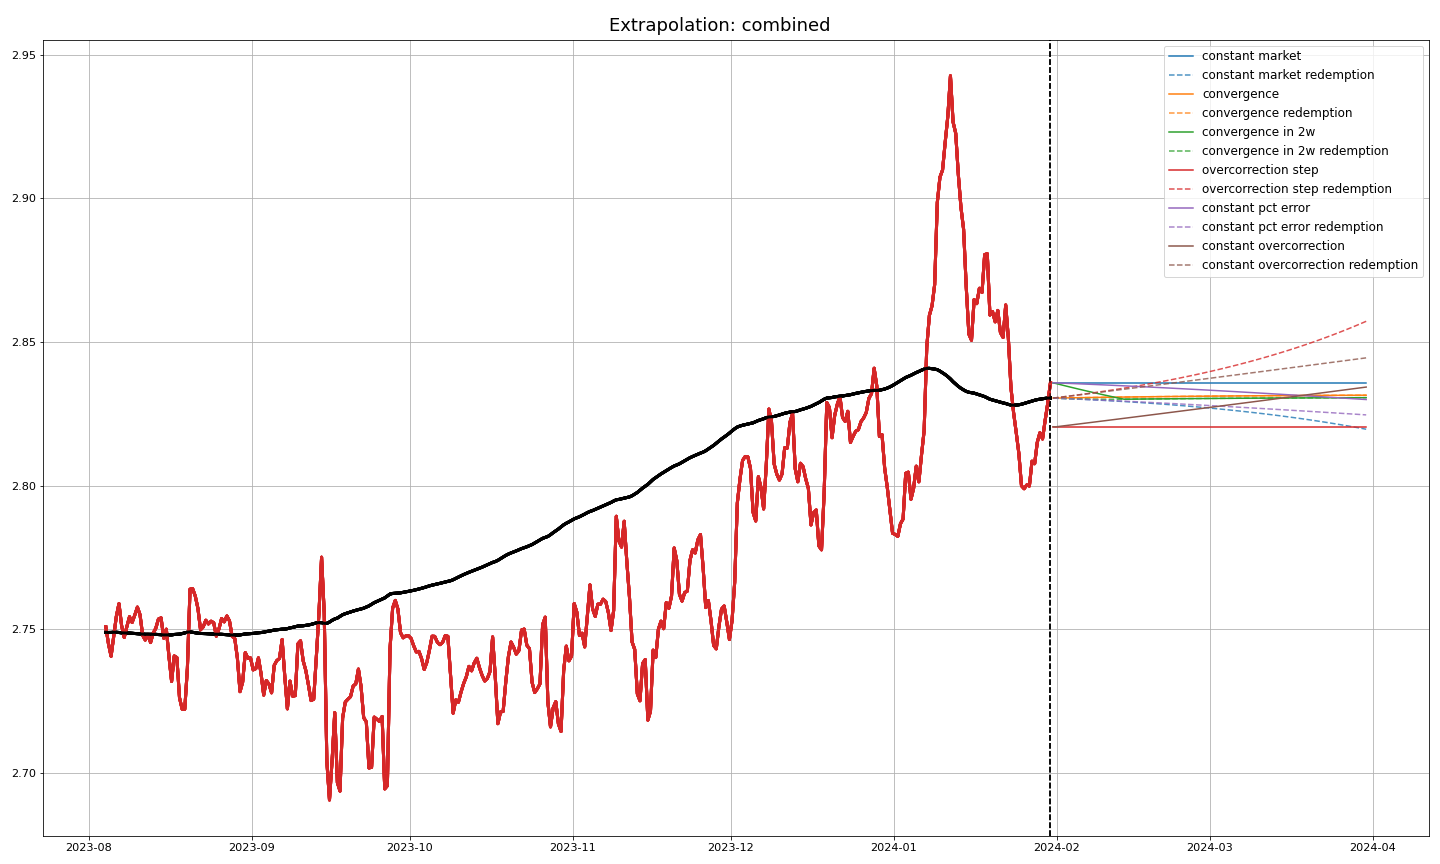 Extrapolation: combined
2.95
2.90
2.85
2.80
2.75
2.70
constant market
constant market redemption
convergence
convergence redemption
convergence in 2w
convergence in 2w redemption
overcorrection step
overcorrection step redemption
constant pct error
constant pct error redemption
constant overcorrection
constant overcorrection redemption
2023-08 2023-09 2023-10 2023-11 2023-12 2024-01 2024-02 2024-03 2024-04